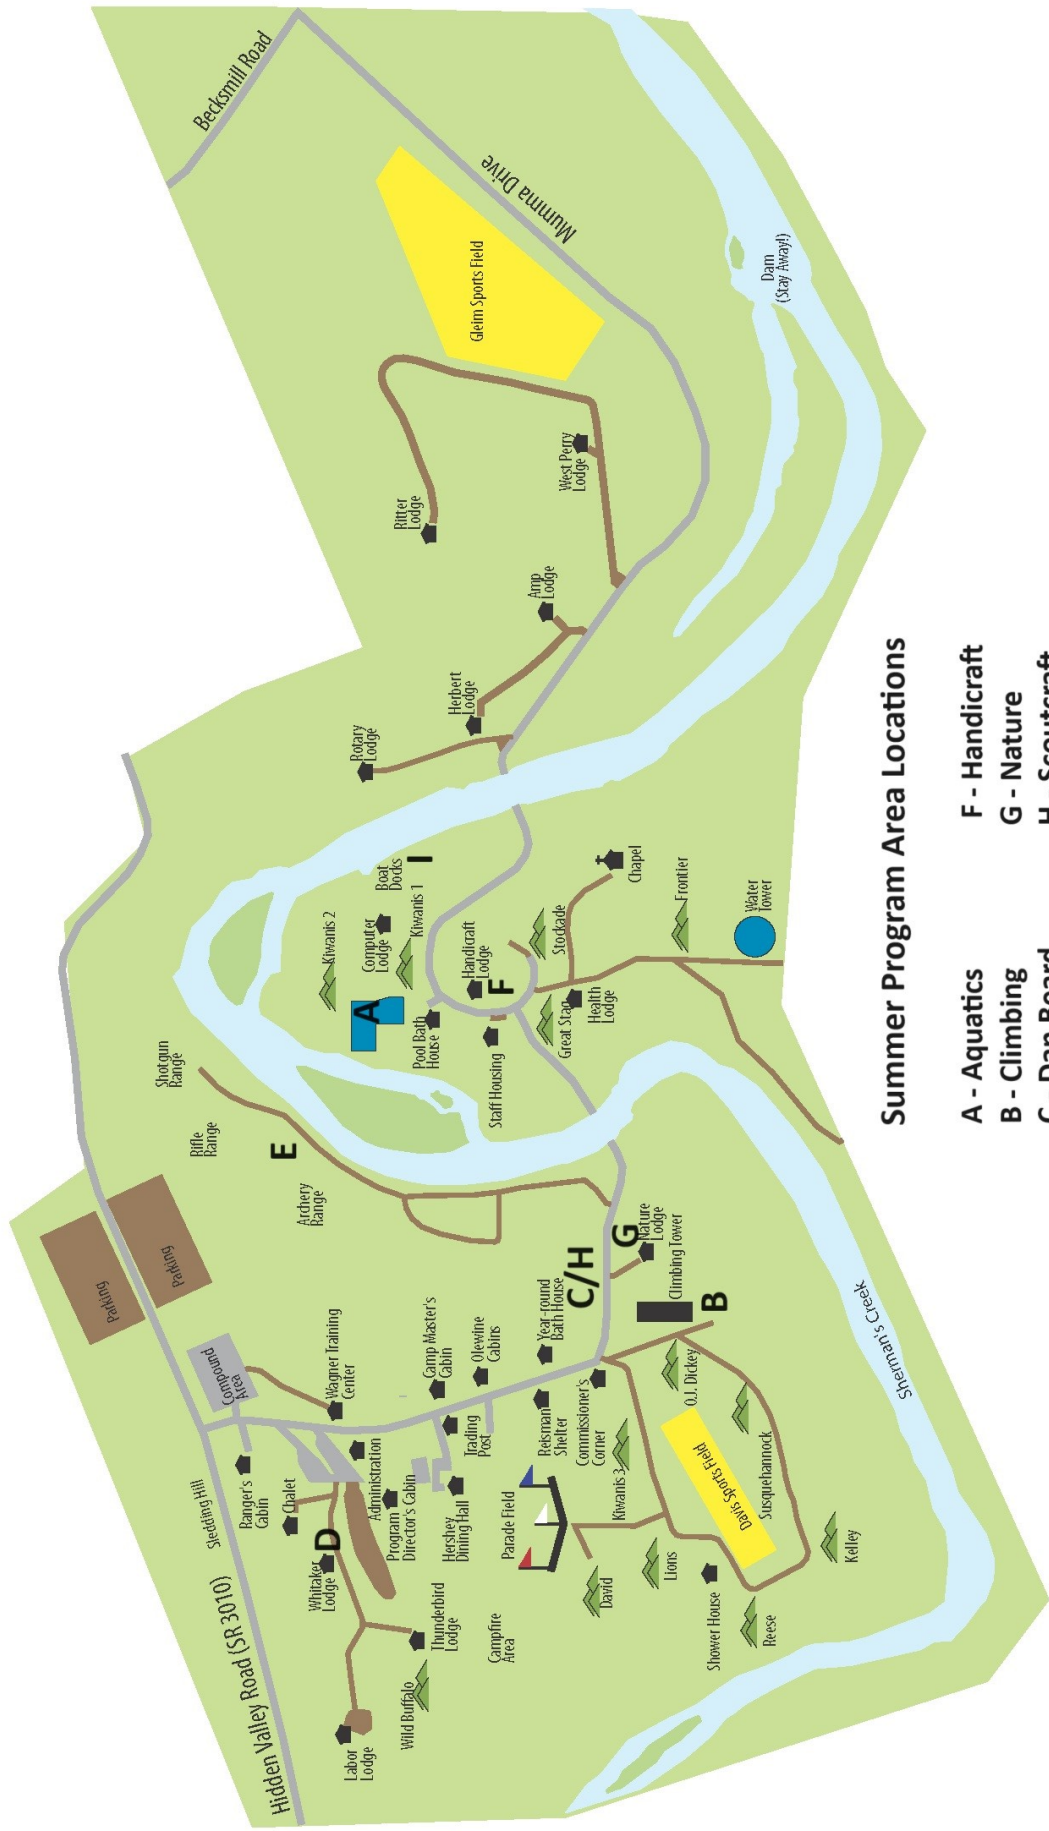 Becksmill Road
Mumma Drive
Gleim Sports Field
Dam
(Stay Away!)
Ritter
Lodge
West Perry
Lodge
Amp
Lodge
Herbert
Lodge
Rotary
Lodge
Boat
Docks
I
Kiwanis 1
Kiwanis 2
Computer
Lodge
A
Pool Bath
House
Handicraft
Lodge
F
Stockade
Chapel
Frontier
Water
Tower
Great Stag
Health
Lodge
Staff Housing
Shotgun
Range
Rifle
Range
E
Archery
Range
Parking
Parking
Compound
Area
Wagner Training
Center
Camp Master's
Cabin
Olewine
Cabins
Year-round
Bath House
C/H
G
Nature
Lodge
Climbing Tower
B
O.J. Dickey
Susquehannock
Davis Sports Field
Kelley
Reese
Shower House
Lions
David
Kiwanis 3
Commissioner's
Corner
Reisman
Shelter
Parade Field
Trading
Post
Hershey
Dining Hall
Program
Director's Cabin
Administration
Ranger's
Cabin
Chalet
D
Whitaker
Lodge
Thunderbird
Lodge
Campfire
Area
Wild Buffalo
Labor
Lodge
Sledding Hill
Hidden Valley Road (SR 3010)
Sherman's Creek
Summer Program Area Locations
A - Aquatics
B - Climbing
F - Handicraft
G - Nature